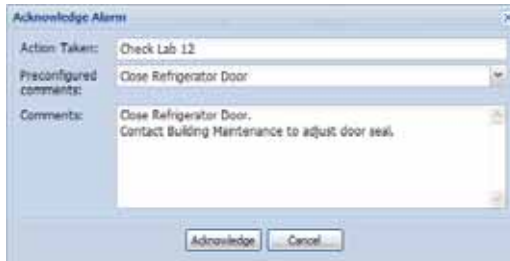 Acknowledge Alarm
Action Taken: Check Lab 12
Preconfigured comments: Close Refrigerator Door
Comments: Close Refrigerator Door.
Contact Building Maintenance to adjust door seal.
Acknowledge Cancel